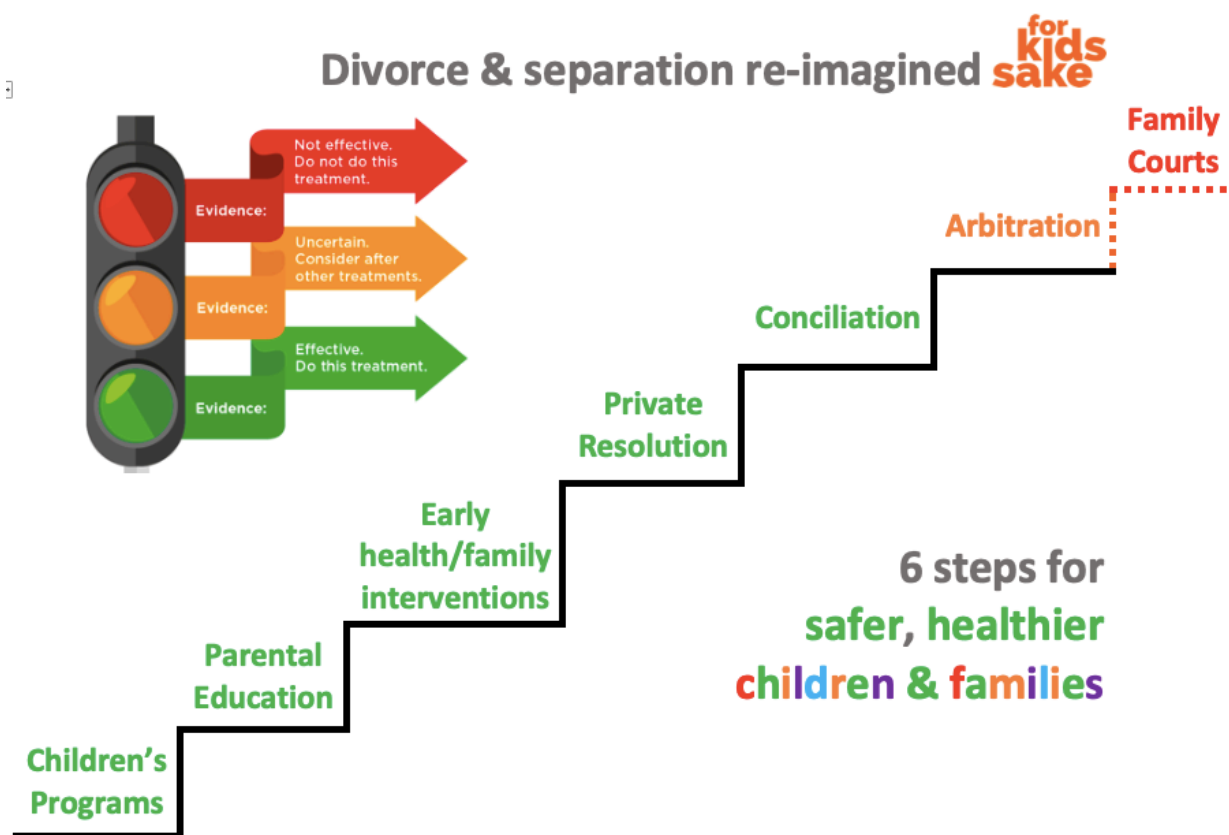 Divorce & separation re-imagined
for
kids
sake
Family
Courts
Not effective.
Do not do this
treatment.
Evidence:
Arbitration
Uncertain.
Consider after
other treatments.
Evidence:
Conciliation
Effective.
Do this treatment.
Evidence:
Private
Resolution
Early
health/family
interventions
6 steps for
safer, healthier
children & families
Parental
Education
Children's
Programs